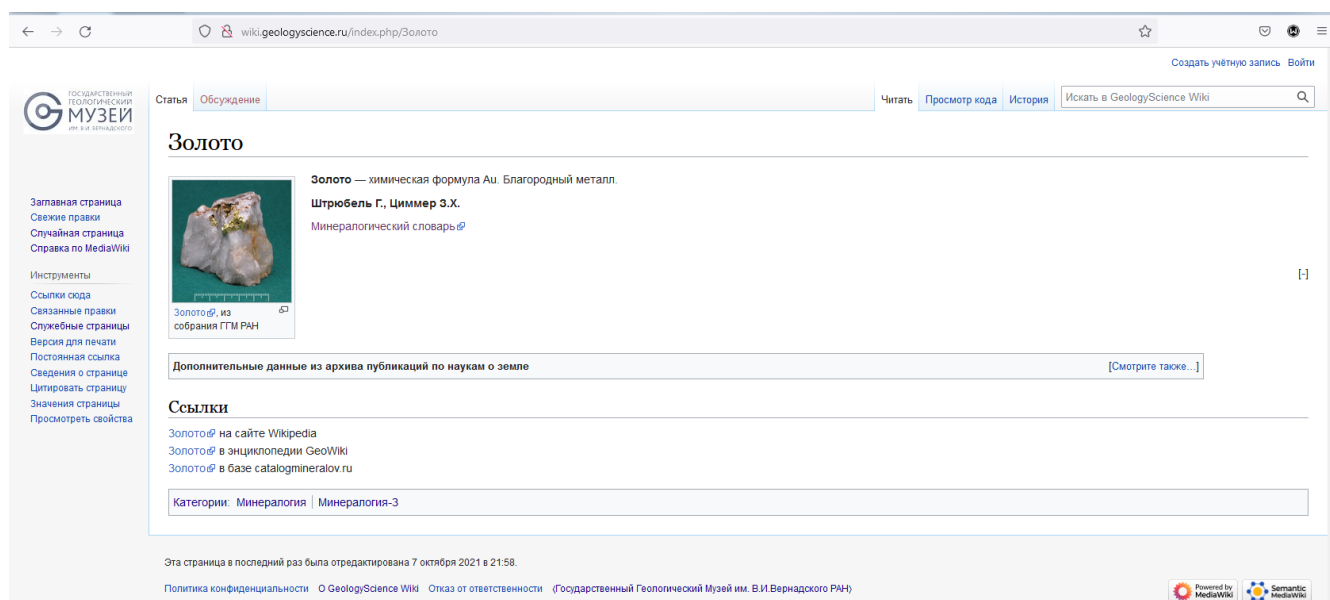 wiki.geologyscience.ru/index.php/Золото
Создать учётную запись Войти
ГОСУДАРСТВЕННЫЙ
ГЕОЛОГИЧЕСКИЙ
МУЗЕЙ
ИМ. В.И. ВЕРНАДСКОГО
Статья Обсуждение Читать Просмотр кода История Искать в GeologyScience Wiki
Золото
Золото — химическая формула Au. Благородный металл.
Штрюбель Г., Циммер З.Х.
Минералогический словарь
[-]
Золото, из
собрания ГГМ РАН
Заглавная страница
Свежие правки
Случайная страница
Справка по MediaWiki
Инструменты
Ссылки сюда
Связанные правки
Служебные страницы
Версия для печати
Постоянная ссылка
Сведения о странице
Цитировать страницу
Значения страницы
Просмотреть свойства
Дополнительные данные из архива публикаций по наукам о земле [Смотрите также...]
Ссылки
Золото на сайте Wikipedia
Золото в энциклопедии GeoWiki
Золото в базе catalogmineralov.ru
Категории: Минералогия Минералогия-З
Эта страница в последний раз была отредактирована 7 октября 2021 в 21:58.
Политика конфиденциальности О GeologyScience Wiki Отказ от ответственности (Государственный Геологический Музей им. В.И.Вернадского РАН)
Powered by
MediaWiki
Semantic
MediaWiki